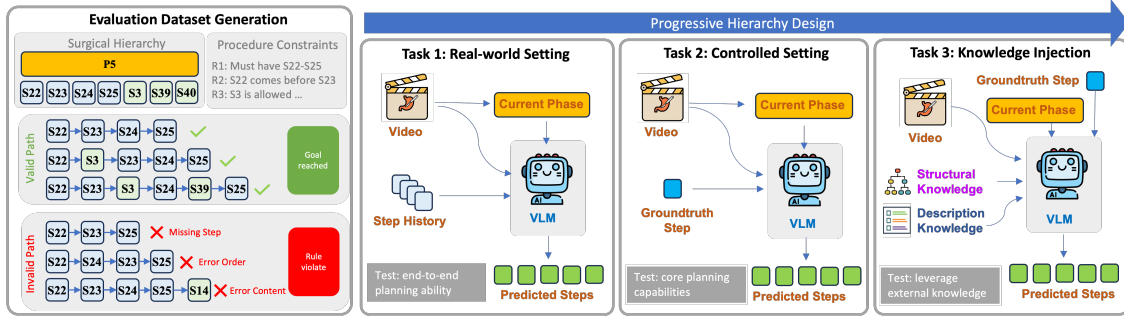 Evaluation Dataset Generation
Surgical Hierarchy
P5
S22 S23 S24 S25 S3 S39 S40
Procedure Constraints
R1: Must have S22-S25
R2: S22 comes before S23
R3: S3 is allowed ...
Valid Path
S22 S23 S24 S25
S22 S3 S23 S24 S25
S22 S23 S3 S24 S39 S25
Goal
reached
Invalid Path
S22 S23 S25 Missing Step
S22 S24 S23 S25 Error Order
S22 S23 S24 S25 S14 Error Content
Rule
violate
Progressive Hierarchy Design
Task 1: Real-world Setting
Video
Current Phase
Step History
AI
VLM
Test: end-to-end
planning ability
Predicted Steps
Task 2: Controlled Setting
Video
Current Phase
Groundtruth
Step
AI
VLM
Test: core planning
capabilities
Predicted Steps
Task 3: Knowledge Injection
Groundtruth Step
Video
Current Phase
Structural
Knowledge
Description
Knowledge
AI
VLM
Test: leverage
external knowledge
Predicted Steps